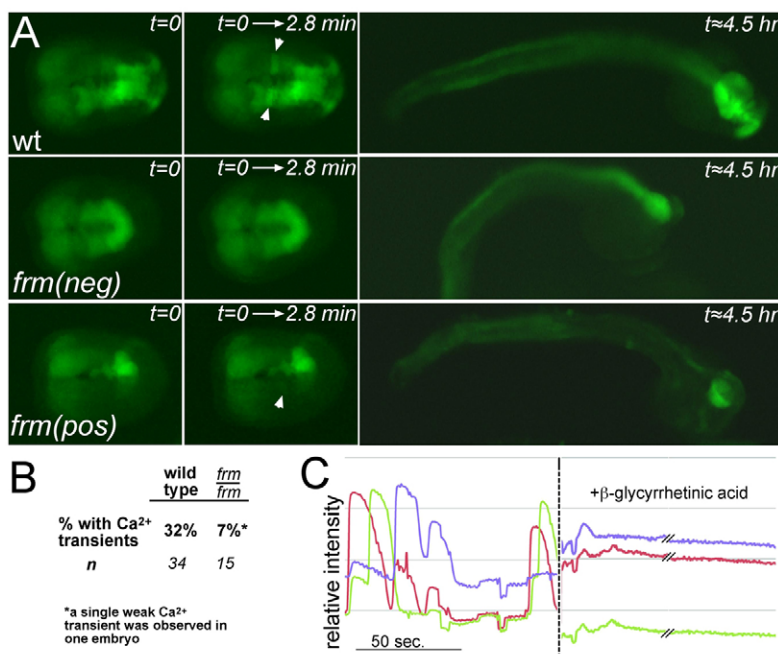 A
t=0
t=0 → 2.8 min
t≈4.5 hr
wt
t=0
t=0 → 2.8 min
t≈4.5 hr
frm(neg)
t=0
t=0 → 2.8 min
t≈4.5 hr
frm(pos)
B
wild type
frm/frm
% with Ca²⁺ transients
32%
7%*
n
34
15
*a single weak Ca²⁺
transient was observed in
one embryo
C
+β-glycyrrhetinic acid
relative intensity
50 sec.